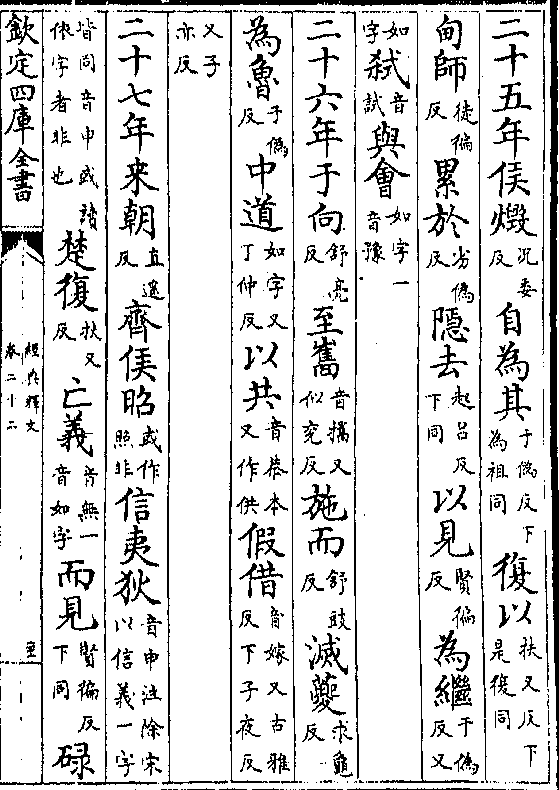 二十五年侯燬況委反自為其于偽反下為祖同復以扶又反下是復同
甸師徒徧反累於劣偽反隱去起呂反下同以見賢徧反為繼于偽反又
如字弑音試與會如字一音豫
二十六年于向舒亮反至巂音攜又似兖反施而舒豉反滅夔求龜反
為魯于偽反中道如字又丁仲反以共音恭本又作供假借音嫁又古雅反下子夜反
又子亦反
二十七年来朝直遥反齊侯昭或作照非信夷狄音申注除宋以信義一字
皆同音申或諸依字者非也楚復扶又反亡義音無一音如字而見賢徧反下同碌
欽定四庫全書
經典釋文
卷二十二